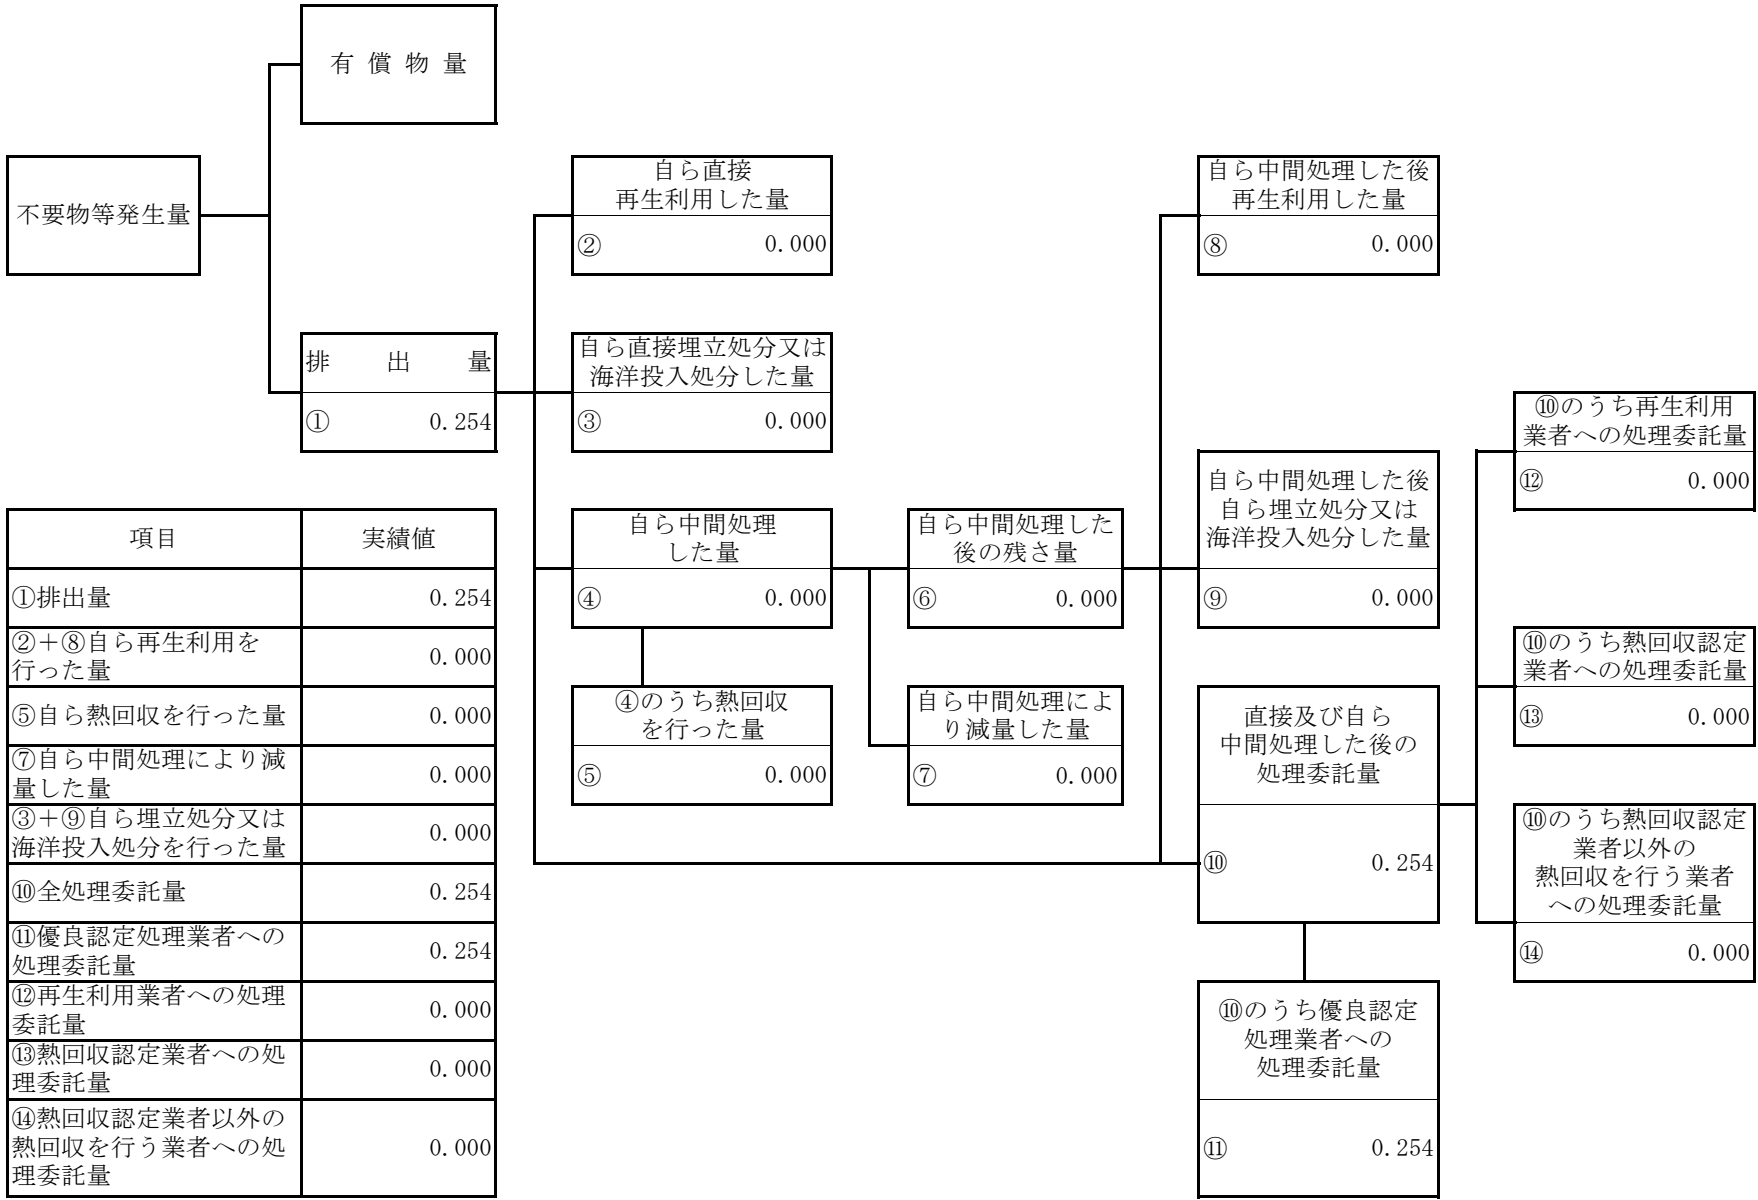 有 償 物 量
不要物等発生量
自ら直接
再生利用した量
② 0.000
自ら中間処理した後
再生利用した量
⑧ 0.000
排 出 量
① 0.254
自ら直接埋立処分又は
海洋投入処分した量
③ 0.000
⑩のうち再生利用
業者への処理委託量
⑫ 0.000
自ら中間処理した後
自ら埋立処分又は
海洋投入処分した量
⑨ 0.000
自ら中間処理
した量
④ 0.000
自ら中間処理した
後の残さ量
⑥ 0.000
⑩のうち熱回収認定
業者への処理委託量
⑬ 0.000
④のうち熱回収
を行った量
⑤ 0.000
自ら中間処理によ
り減量した量
⑦ 0.000
直接及び自ら
中間処理した後の
処理委託量
⑩ 0.254
⑩のうち熱回収認定
業者以外の
熱回収を行う業者
への処理委託量
⑭ 0.000
⑩のうち優良認定
処理業者への
処理委託量
⑪ 0.254
項目 実績値
①排出量 0.254
②＋⑧自ら再生利用を
行った量 0.000
⑤自ら熱回収を行った量 0.000
⑦自ら中間処理により減
量した量 0.000
③＋⑨自ら埋立処分又は
海洋投入処分を行った量 0.000
⑩全処理委託量 0.254
⑪優良認定処理業者への
処理委託量 0.254
⑫再生利用業者への処理
委託量 0.000
⑬熱回収認定業者への処
理委託量 0.000
⑭熱回収認定業者以外の
熱回収を行う業者への処
理委託量 0.000